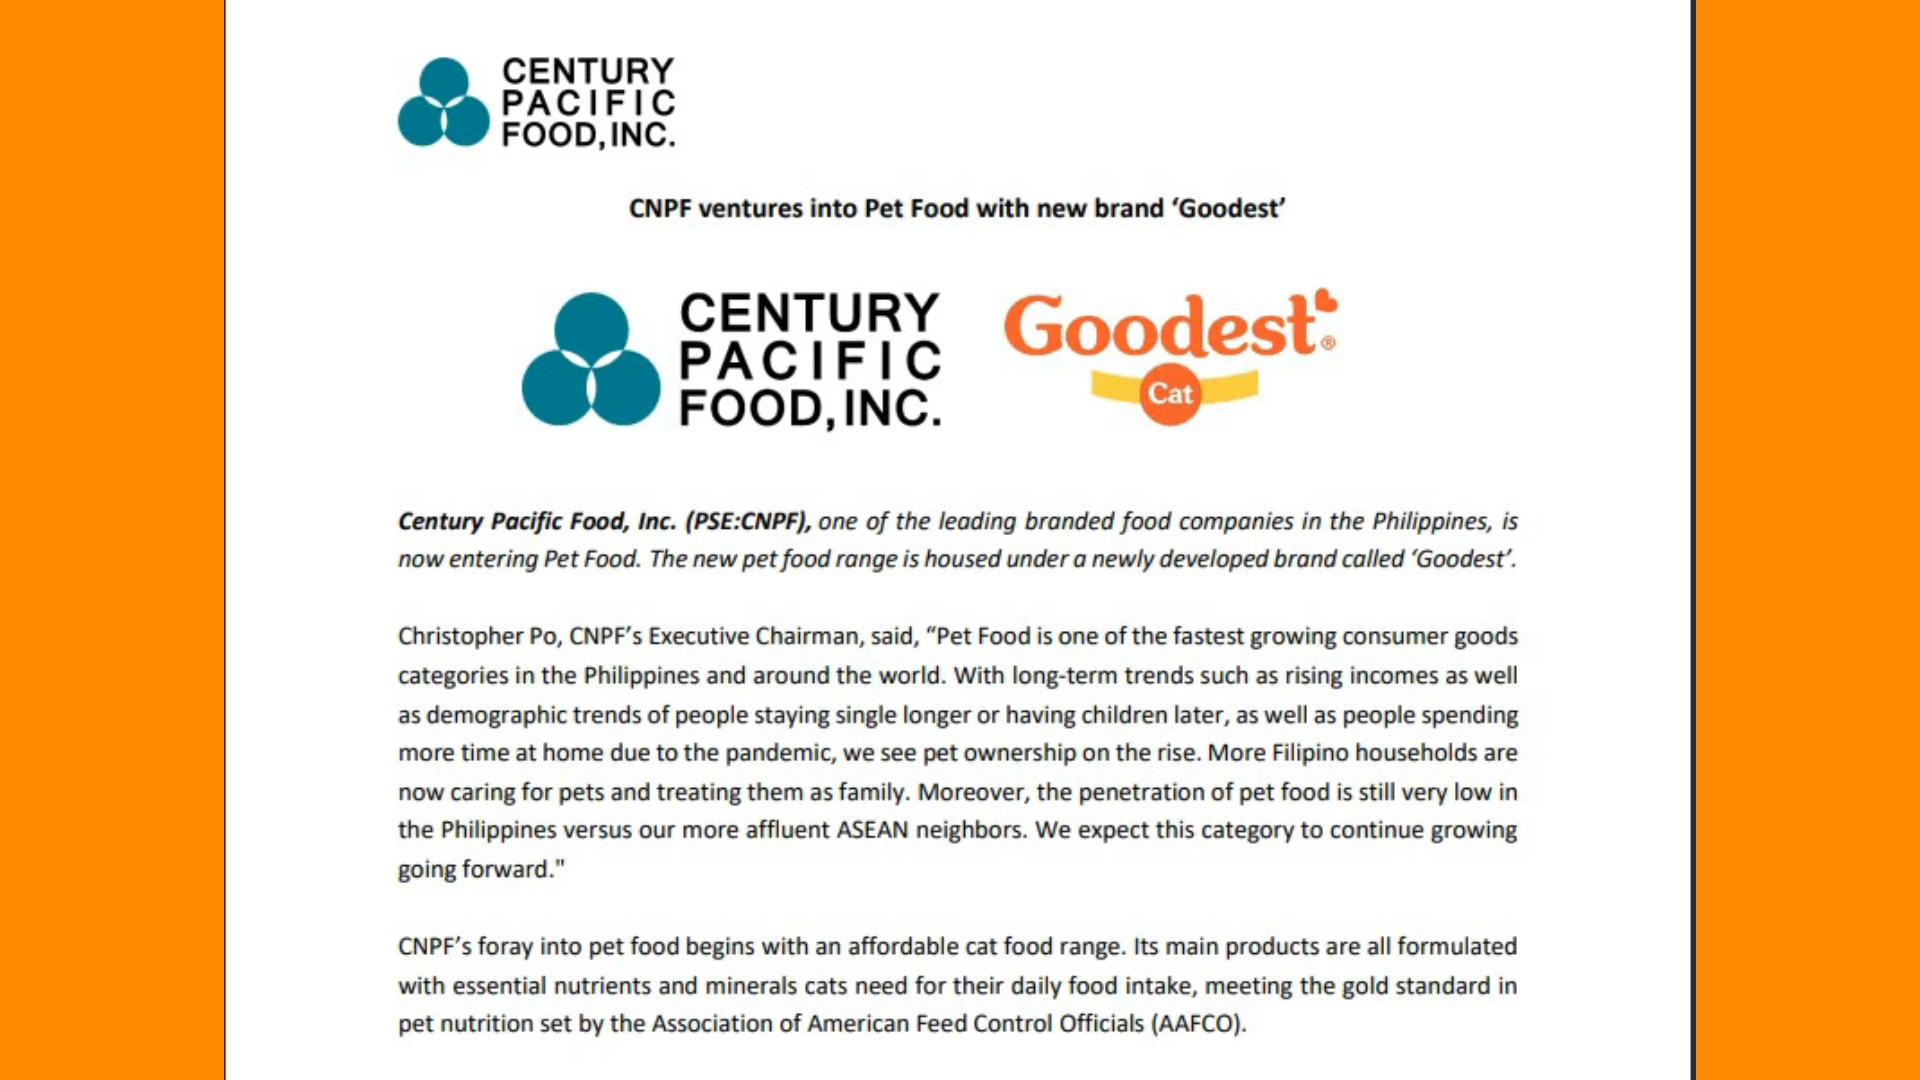 CENTURY
PACIFIC
FOOD, INC.
CNPF ventures into Pet Food with new brand ‘Goodest’
CENTURY
PACIFIC
FOOD, INC.
Goodest®
Cat
Century Pacific Food, Inc. (PSE:CNPF), one of the leading branded food companies in the Philippines, is
now entering Pet Food. The new pet food range is housed under a newly developed brand called ‘Goodest’.
Christopher Po, CNPF’s Executive Chairman, said, “Pet Food is one of the fastest growing consumer goods
categories in the Philippines and around the world. With long-term trends such as rising incomes as well
as demographic trends of people staying single longer or having children later, as well as people spending
more time at home due to the pandemic, we see pet ownership on the rise. More Filipino households are
now caring for pets and treating them as family. Moreover, the penetration of pet food is still very low in
the Philippines versus our more affluent ASEAN neighbors. We expect this category to continue growing
going forward."
CNPF’s foray into pet food begins with an affordable cat food range. Its main products are all formulated
with essential nutrients and minerals cats need for their daily food intake, meeting the gold standard in
pet nutrition set by the Association of American Feed Control Officials (AAFCO).